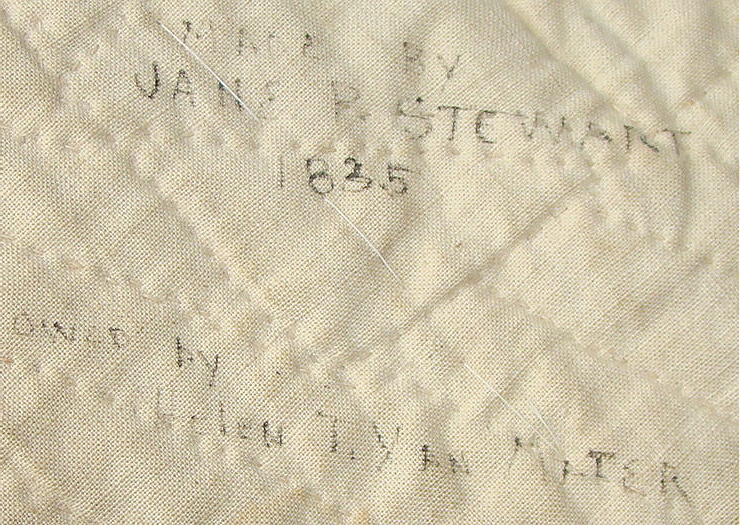 MADE BY
JANE P. STEWART
1835
OWNED by
Helen T. Van MATER